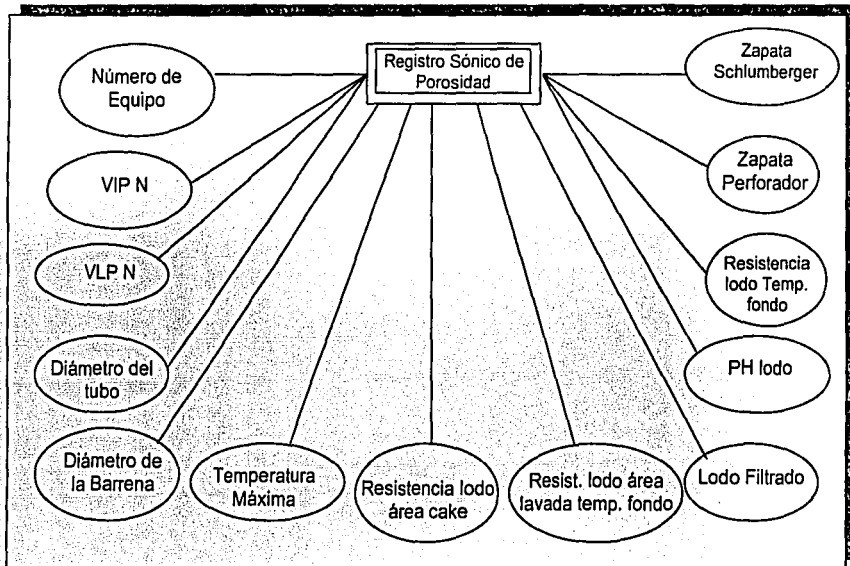 Registro Sónico de
Porosidad
Número de
Equipo
VIP N
VLP N
Diámetro del
tubo
Diámetro de
la Barrena
Temperatura
Máxima
Resistencia lodo
área cake
Resist. lodo área
lavada temp. fondo
Lodo Filtrado
PH lodo
Resistencia
lodo Temp.
fondo
Zapata
Perforador
Zapata
Schlumberger